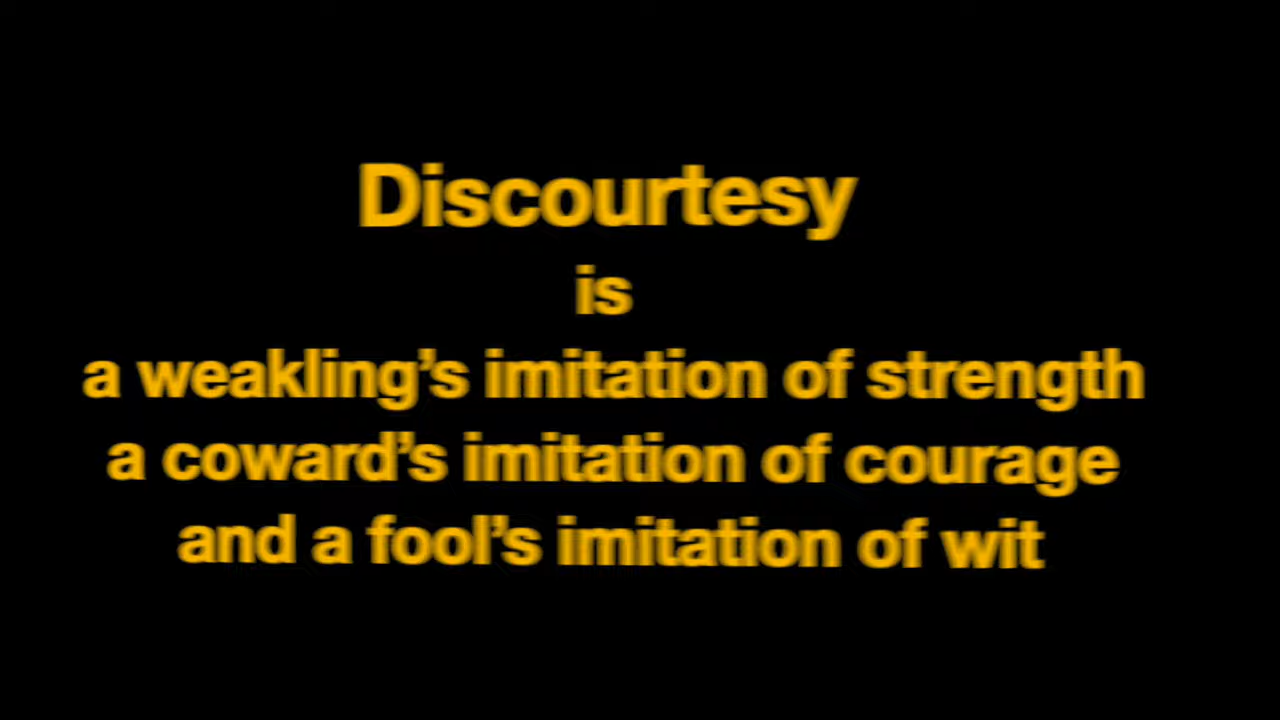 Discourtesy
is
a weakling’s imitation of strength
a coward’s imitation of courage
and a fool’s imitation of wit